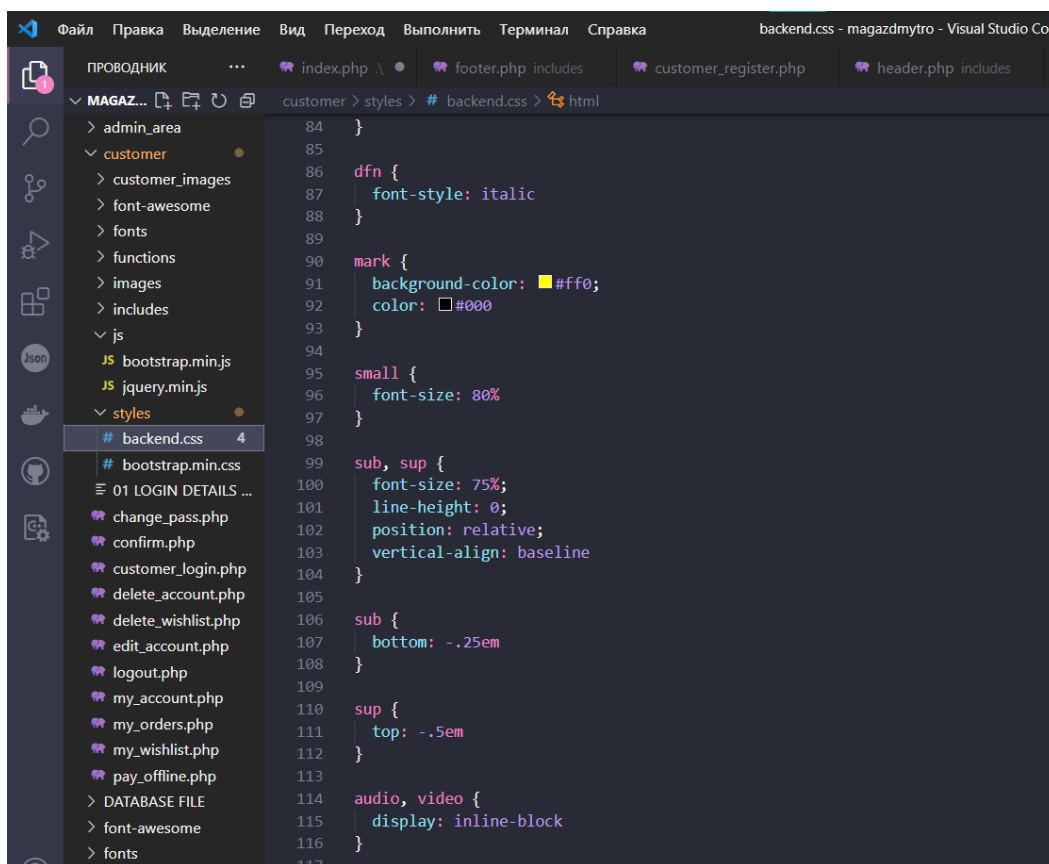 Файл Правка Выделение Вид Переход Выполнить Терминал Справка backend.css - magazdmytro - Visual Studio Co
1
ПРОВОДНИК ···
MAGAZ...
admin_area
customer
customer_images
font-awesome
fonts
functions
images
includes
js
JS bootstrap.min.js
JS jquery.min.js
styles
# backend.css 4
# bootstrap.min.css
01 LOGIN DETAILS ...
change_pass.php
confirm.php
customer_login.php
delete_account.php
delete_wishlist.php
edit_account.php
logout.php
my_account.php
my_orders.php
my_wishlist.php
pay_offline.php
DATABASE FILE
font-awesome
fonts
Json
index.php .\ footer.php includes customer_register.php header.php includes
customer > styles > # backend.css > html
84 }
85
86 dfn {
87 font-style: italic
88 }
89
90 mark {
91 background-color: #ff0;
92 color: #000
93 }
94
95 small {
96 font-size: 80%
97 }
98
99 sub, sup {
100 font-size: 75%;
101 line-height: 0;
102 position: relative;
103 vertical-align: baseline
104 }
105
106 sub {
107 bottom: -.25em
108 }
109
110 sup {
111 top: -.5em
112 }
113
114 audio, video {
115 display: inline-block
116 }
117